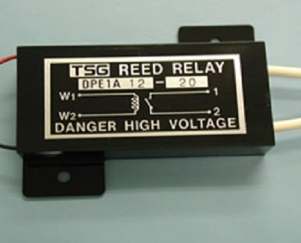 TSG REED RELAY
DPE1A 12 - 20
W1 1
W2 2
DANGER HIGH VOLTAGE